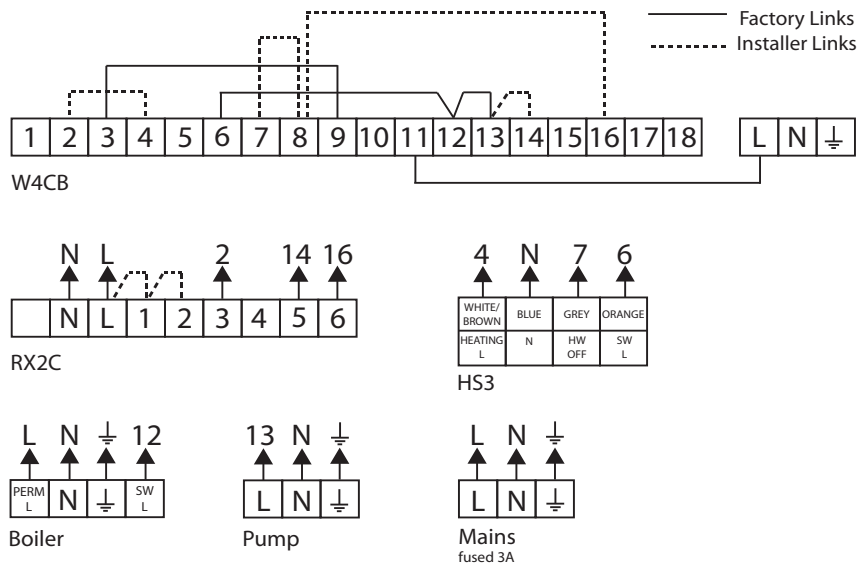 Factory Links
Installer Links
1 2 3 4 5 6 7 8 9 10 11 12 13 14 15 16 17 18 L N ⏚
W4CB
N L 2 14 16
N L 1 2 3 4 5 6
RX2C
4 N 7 6
WHITE/BROWN BLUE GREY ORANGE
HEATING L N HW OFF SW L
HS3
L N ⏚ 12
PERM L N ⏚ SW L
Boiler
13 N ⏚
L N ⏚
Pump
L N ⏚
L N ⏚
Mains
fused 3A